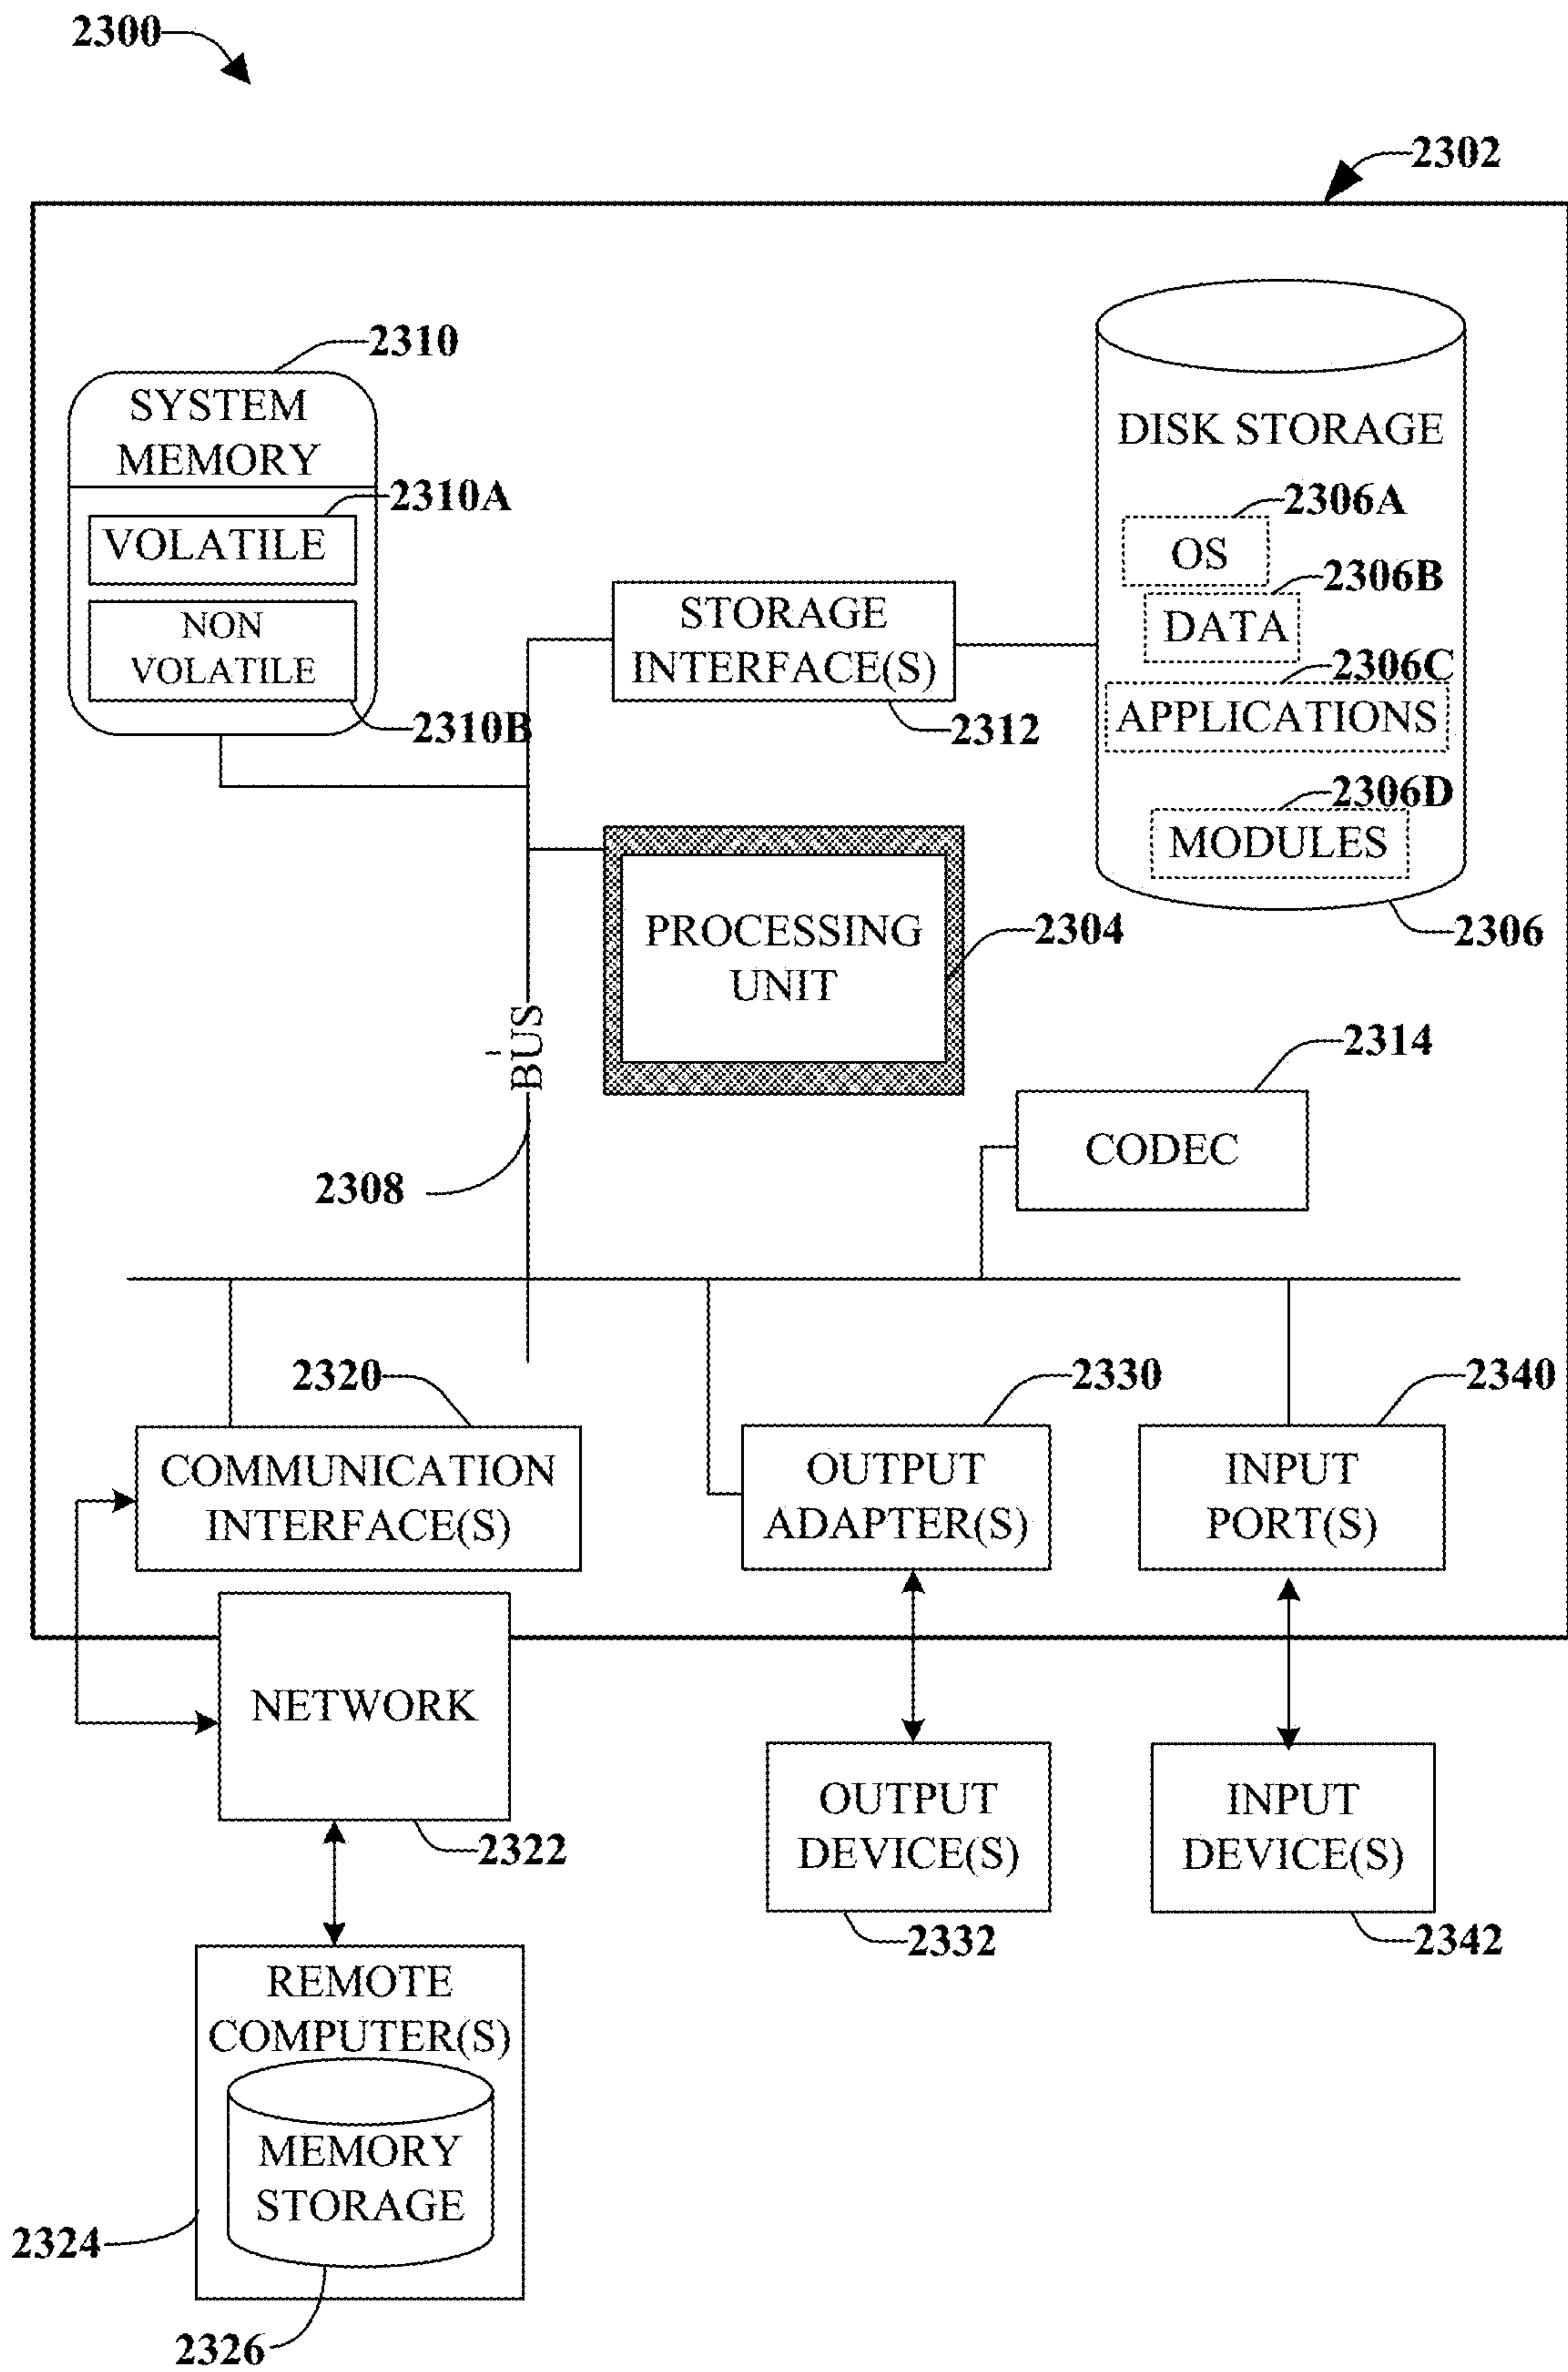 2300
2302
2310
SYSTEM
MEMORY
2310A
VOLATILE
NON
VOLATILE
2310B
STORAGE
INTERFACE(S)
2312
DISK STORAGE
2306A
OS
2306B
DATA
2306C
APPLICATIONS
2306D
MODULES
2306
PROCESSING
UNIT
2304
BUS
2308
2314
CODEC
2320
COMMUNICATION
INTERFACE(S)
2330
OUTPUT
ADAPTER(S)
2340
INPUT
PORT(S)
NETWORK
2322
OUTPUT
DEVICE(S)
2332
INPUT
DEVICE(S)
2342
REMOTE
COMPUTER(S)
MEMORY
STORAGE
2324
2326